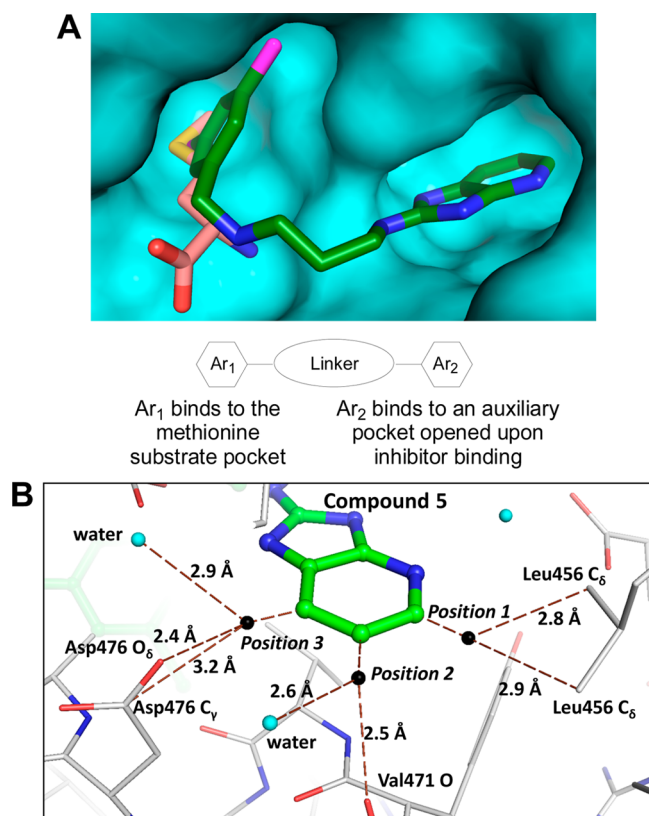 A
Ar1 Linker Ar2
Ar1 binds to the Ar2 binds to an auxiliary
methionine pocket opened upon
substrate pocket inhibitor binding
B
Compound 5
water
2.9 Å
Leu456 Cδ
Position 1
2.8 Å
Position 3
2.4 Å
Asp476 Oδ
3.2 Å
Position 2
2.6 Å
2.9 Å
Asp476 Cγ
Leu456 Cδ
water
2.5 Å
Val471 O